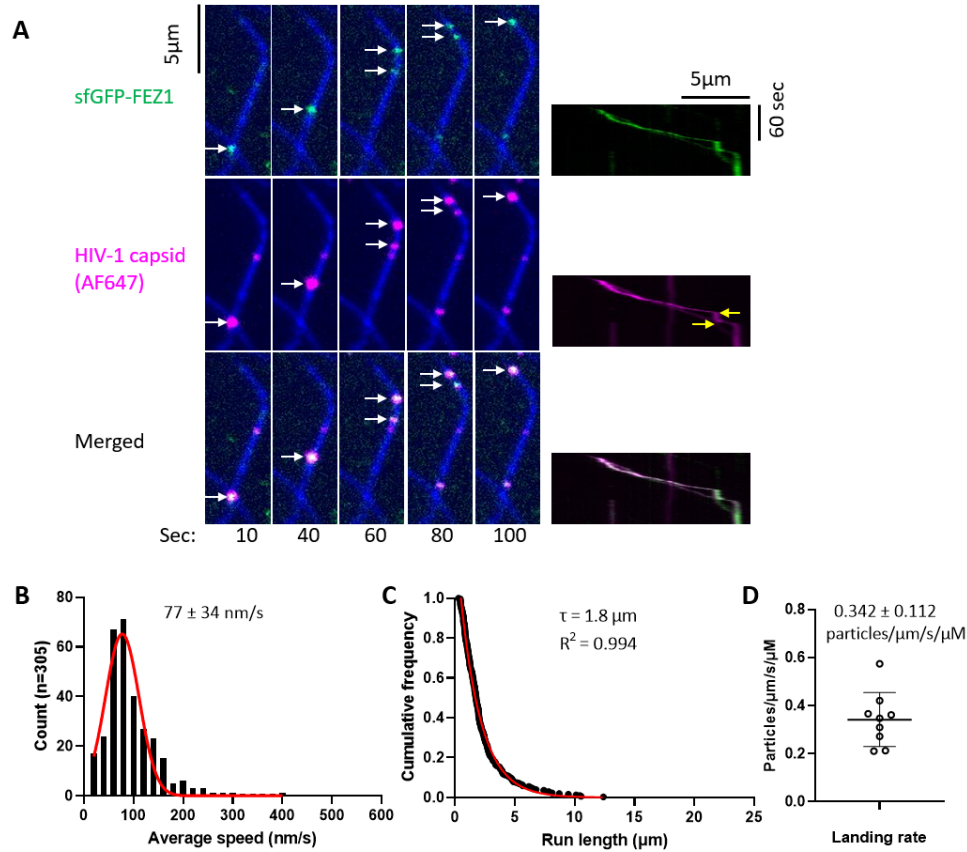 A
5µm
sfGFP-FEZ1
5µm
60 sec
HIV-1 capsid
(AF647)
Merged
Sec: 10 40 60 80 100
B
77 ± 34 nm/s
Count (n=305)
80
60
40
20
0
0 100 200 300 400 500 600
Average speed (nm/s)
C
τ = 1.8 µm
R² = 0.994
Cumulative frequency
1.0
0.8
0.6
0.4
0.2
0.0
0 5 10 15 20 25
Run length (µm)
D
0.342 ± 0.112
particles/µm/s/µM
Particles/µm/s/µM
0.8
0.6
0.4
0.2
0.0
Landing rate